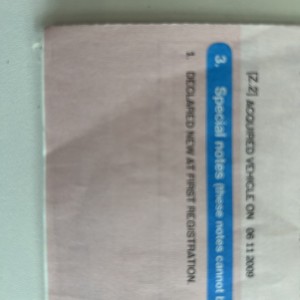 [Z.2] ACQUIRED VEHICLE ON 06 11 2009
3. Special notes (these notes cannot
1. DECLARED NEW AT FIRST REGISTRATION.